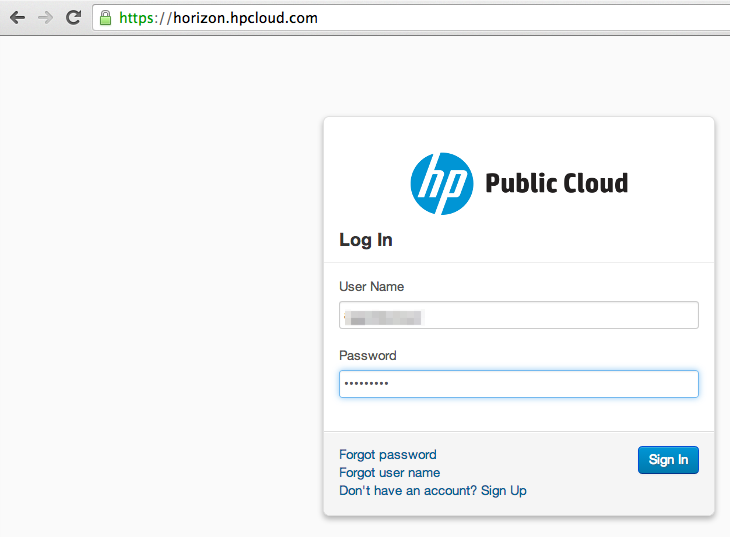 https://horizon.hpcloud.com
hp Public Cloud
Log In
User Name
Password
•••••••••
Forgot password
Forgot user name
Sign In
Don't have an account? Sign Up